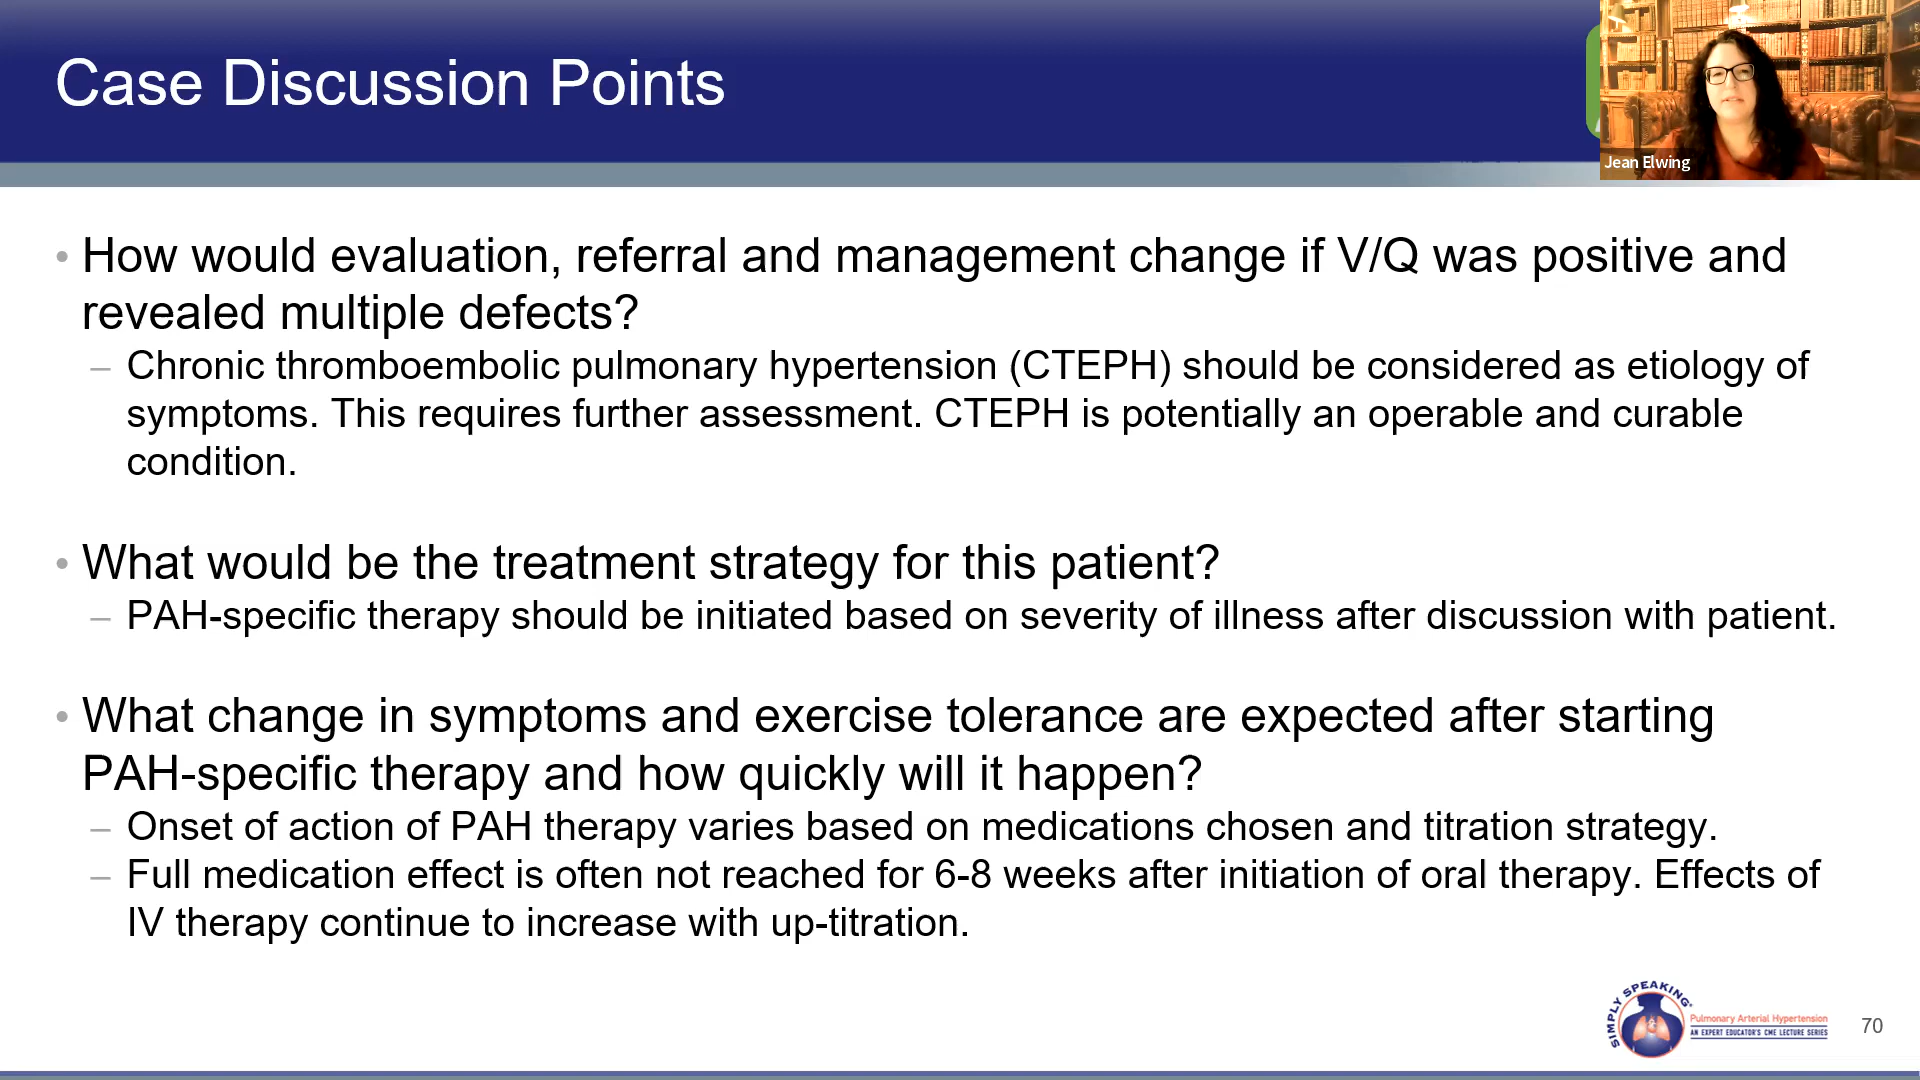 Case Discussion Points
Jean Elwing
• How would evaluation, referral and management change if V/Q was positive and
revealed multiple defects?
– Chronic thromboembolic pulmonary hypertension (CTEPH) should be considered as etiology of
symptoms. This requires further assessment. CTEPH is potentially an operable and curable
condition.
• What would be the treatment strategy for this patient?
– PAH-specific therapy should be initiated based on severity of illness after discussion with patient.
• What change in symptoms and exercise tolerance are expected after starting
PAH-specific therapy and how quickly will it happen?
– Onset of action of PAH therapy varies based on medications chosen and titration strategy.
– Full medication effect is often not reached for 6-8 weeks after initiation of oral therapy. Effects of
IV therapy continue to increase with up-titration.
SIMPLY SPEAKING®
Pulmonary Arterial Hypertension
AN EXPERT EDUCATOR'S CME LECTURE SERIES
70